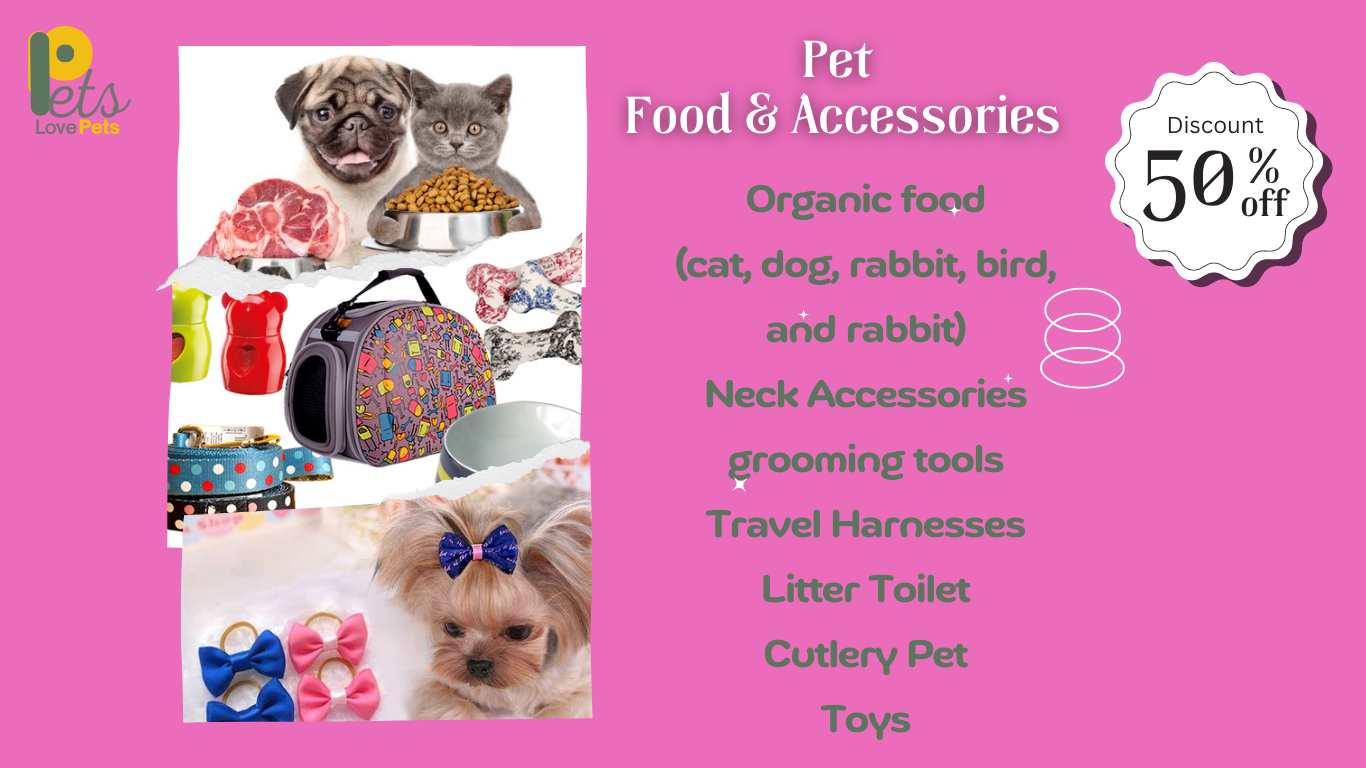 Pets
Love Pets
Pet
Food & Accessories
Discount
50%
off
Organic food
(cat, dog, rabbit, bird,
and rabbit)
Neck Accessories
grooming tools
Travel Harnesses
Litter Toilet
Cutlery Pet
Toys
Shop